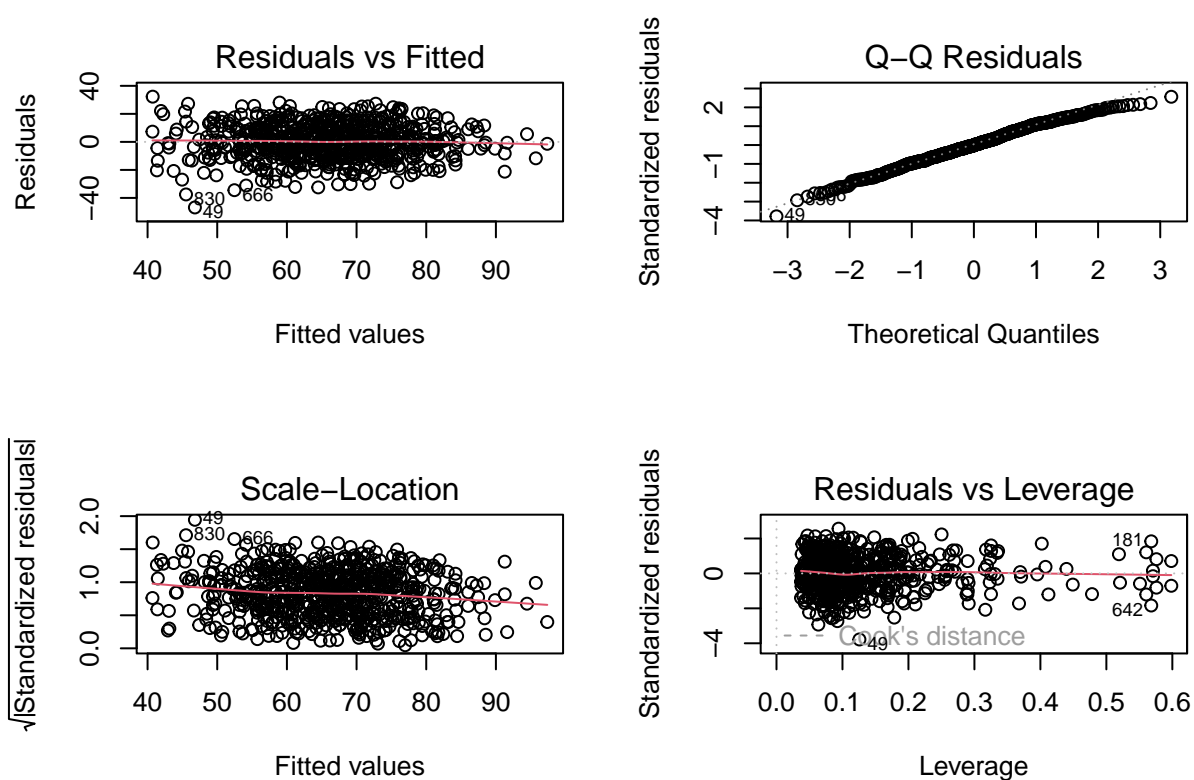 Residuals vs Fitted
Residuals
40
0
−40
830
666
49
40 50 60 70 80 90
Fitted values
Q−Q Residuals
Standardized residuals
2
−1
−4
49
−3 −2 −1 0 1 2 3
Theoretical Quantiles
Scale−Location
√|Standardized residuals|
2.0
1.0
0.0
49
830
666
40 50 60 70 80 90
Fitted values
Residuals vs Leverage
Standardized residuals
0
−4
181
642
Cook's distance
49
0.0 0.1 0.2 0.3 0.4 0.5 0.6
Leverage